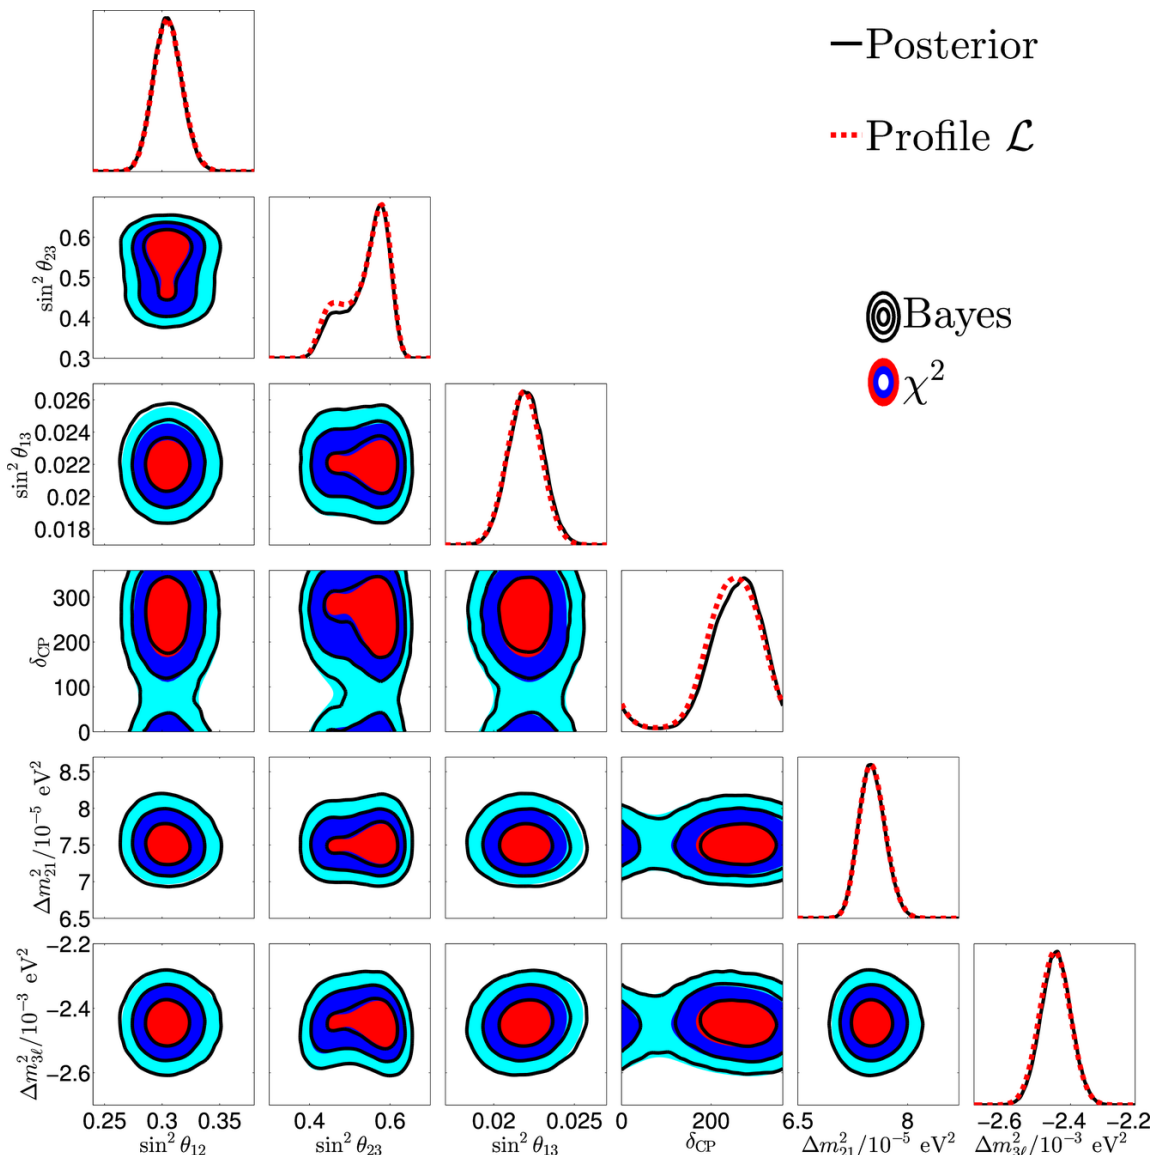 Posterior
Profile ℒ
Bayes
χ²
sin² θ₂₃
0.6
0.5
0.4
0.3
sin² θ₁₃
0.026
0.024
0.022
0.02
0.018
δ_CP
300
200
100
0
Δm²₂₁/10⁻⁵ eV²
8.5
8
7.5
7
6.5
Δm²₃ℓ/10⁻³ eV²
−2.2
−2.4
−2.6
0.25 0.3 0.35 0.4 0.6 0.02 0.025 0 200 6.5 8 −2.6 −2.4 −2.2
sin² θ₁₂ sin² θ₂₃ sin² θ₁₃ δ_CP Δm²₂₁/10⁻⁵ eV² Δm²₃ℓ/10⁻³ eV²